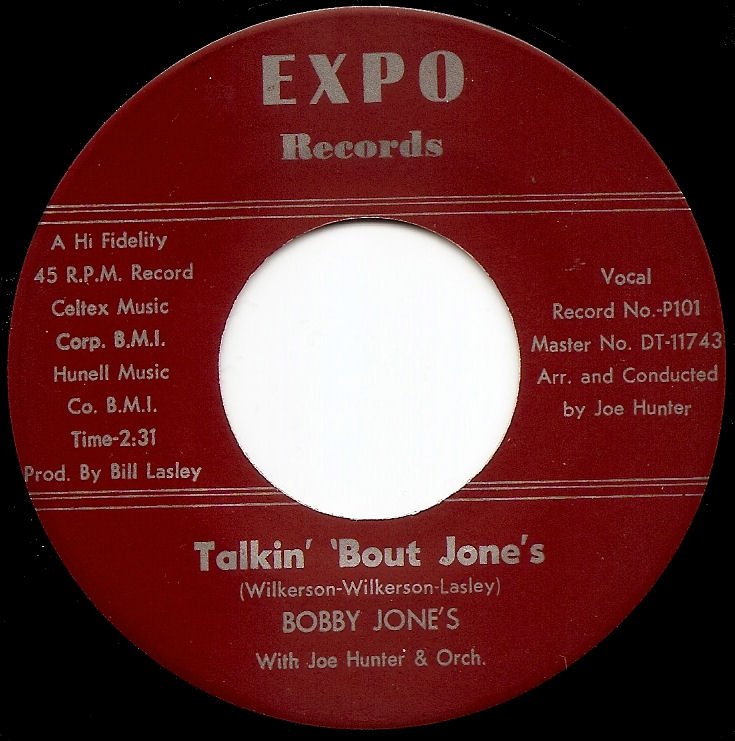 EXPO
Records
A Hi Fidelity
45 R.P.M. Record
Celtex Music
Corp. B.M.I.
Hunell Music
Co. B.M.I.
Time-2:31
Prod. By Bill Lasley
Vocal
Record No.-P101
Master No. DT-11743
Arr. and Conducted
by Joe Hunter
Talkin' 'Bout Jone's
(Wilkerson-Wilkerson-Lasley)
BOBBY JONE'S
With Joe Hunter & Orch.